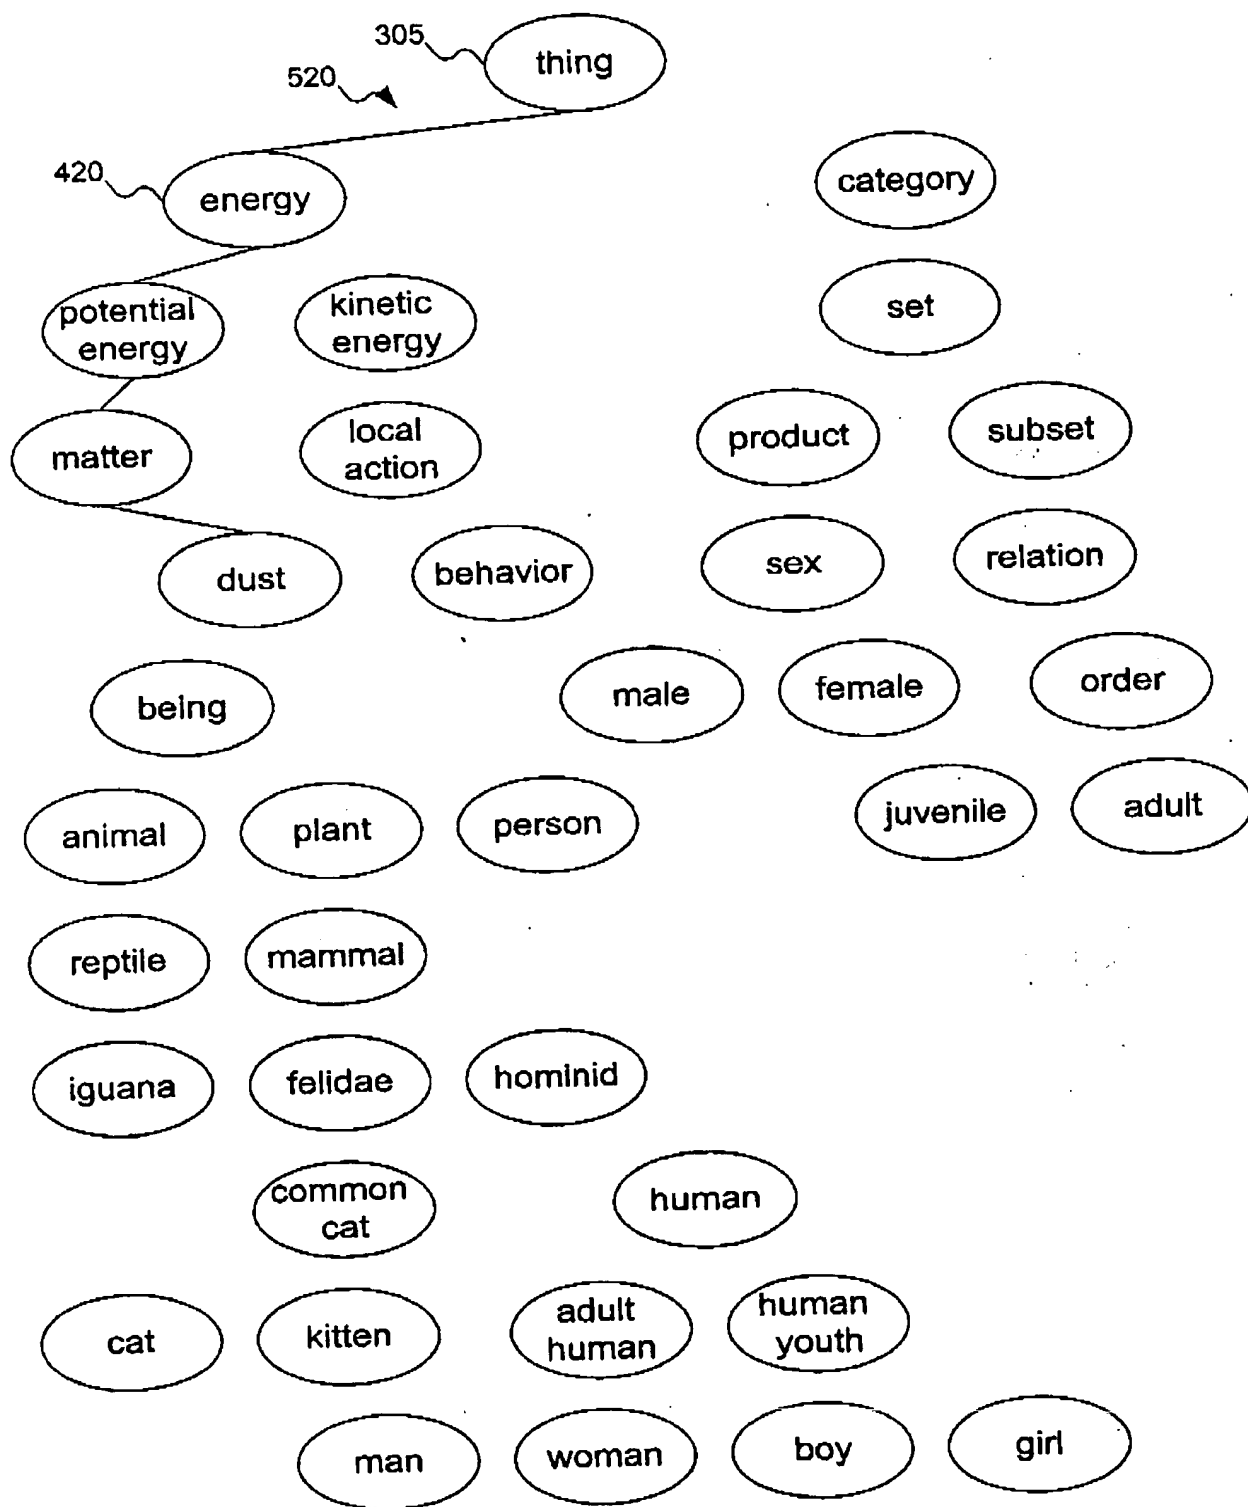 305
thing
520
420
energy
category
potential
energy
kinetic
energy
set
matter
local
action
product
subset
dust
behavior
sex
relation
being
male
female
order
animal
plant
person
juvenile
adult
reptile
mammal
iguana
felidae
hominid
common
cat
human
cat
kitten
adult
human
human
youth
man
woman
boy
girl